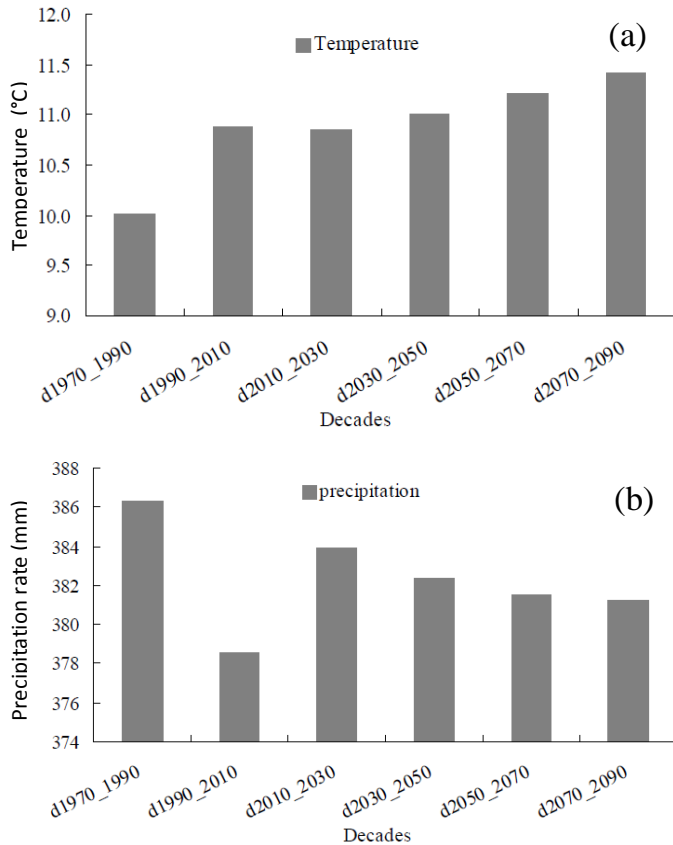 (a)
Temperature
12.0
11.5
11.0
10.5
10.0
9.5
9.0
Temperature (°C)
d1970_1990
d1990_2010
d2010_2030
d2030_2050
d2050_2070
d2070_2090
Decades
(b)
precipitation
388
386
384
382
380
378
376
374
Precipitation rate (mm)
d1970_1990
d1990_2010
d2010_2030
d2030_2050
d2050_2070
d2070_2090
Decades